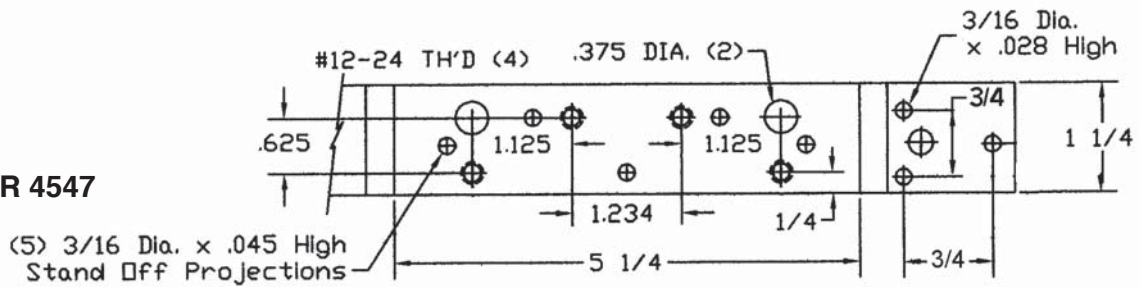 3/16 Dia.
x .028 High
#12-24 TH'D (4)
.375 DIA. (2)
3/4
.625
1.125
1.125
1 1/4
R 4547
1.234
1/4
(5) 3/16 Dia. x .045 High
Stand Off Projections
5 1/4
3/4